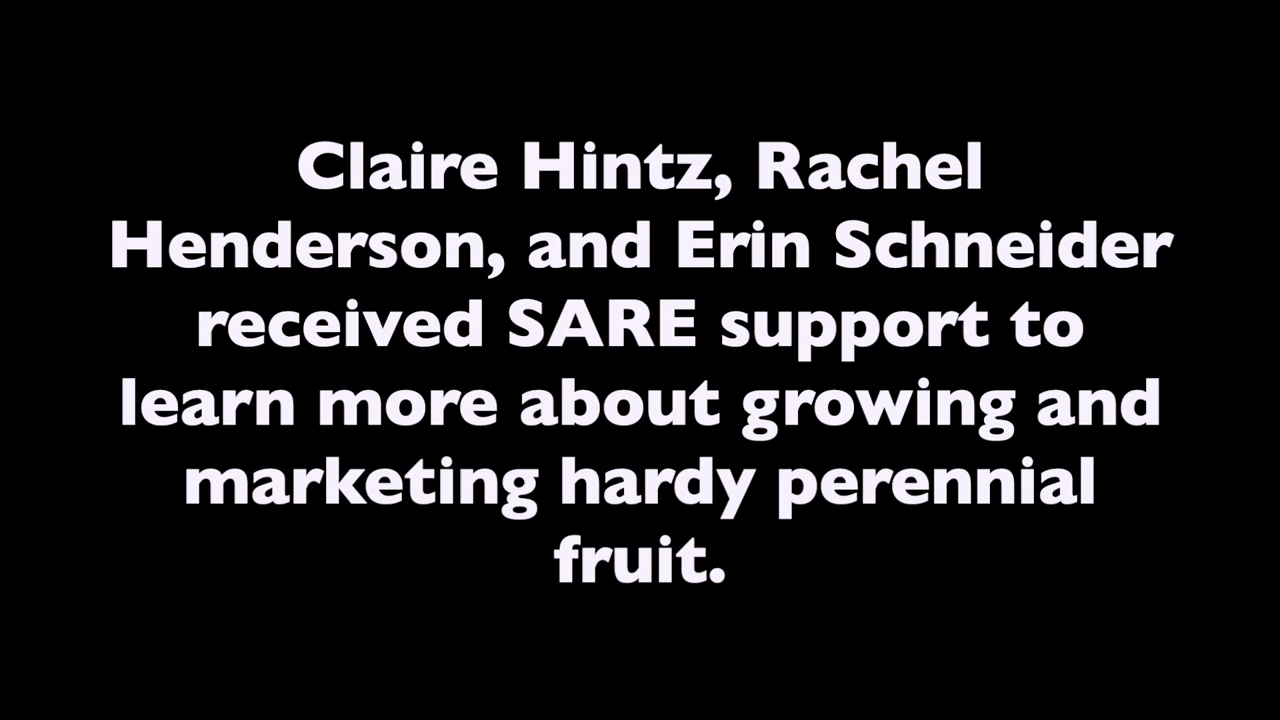 Claire Hintz, Rachel
Henderson, and Erin Schneider
received SARE support to
learn more about growing and
marketing hardy perennial
fruit.